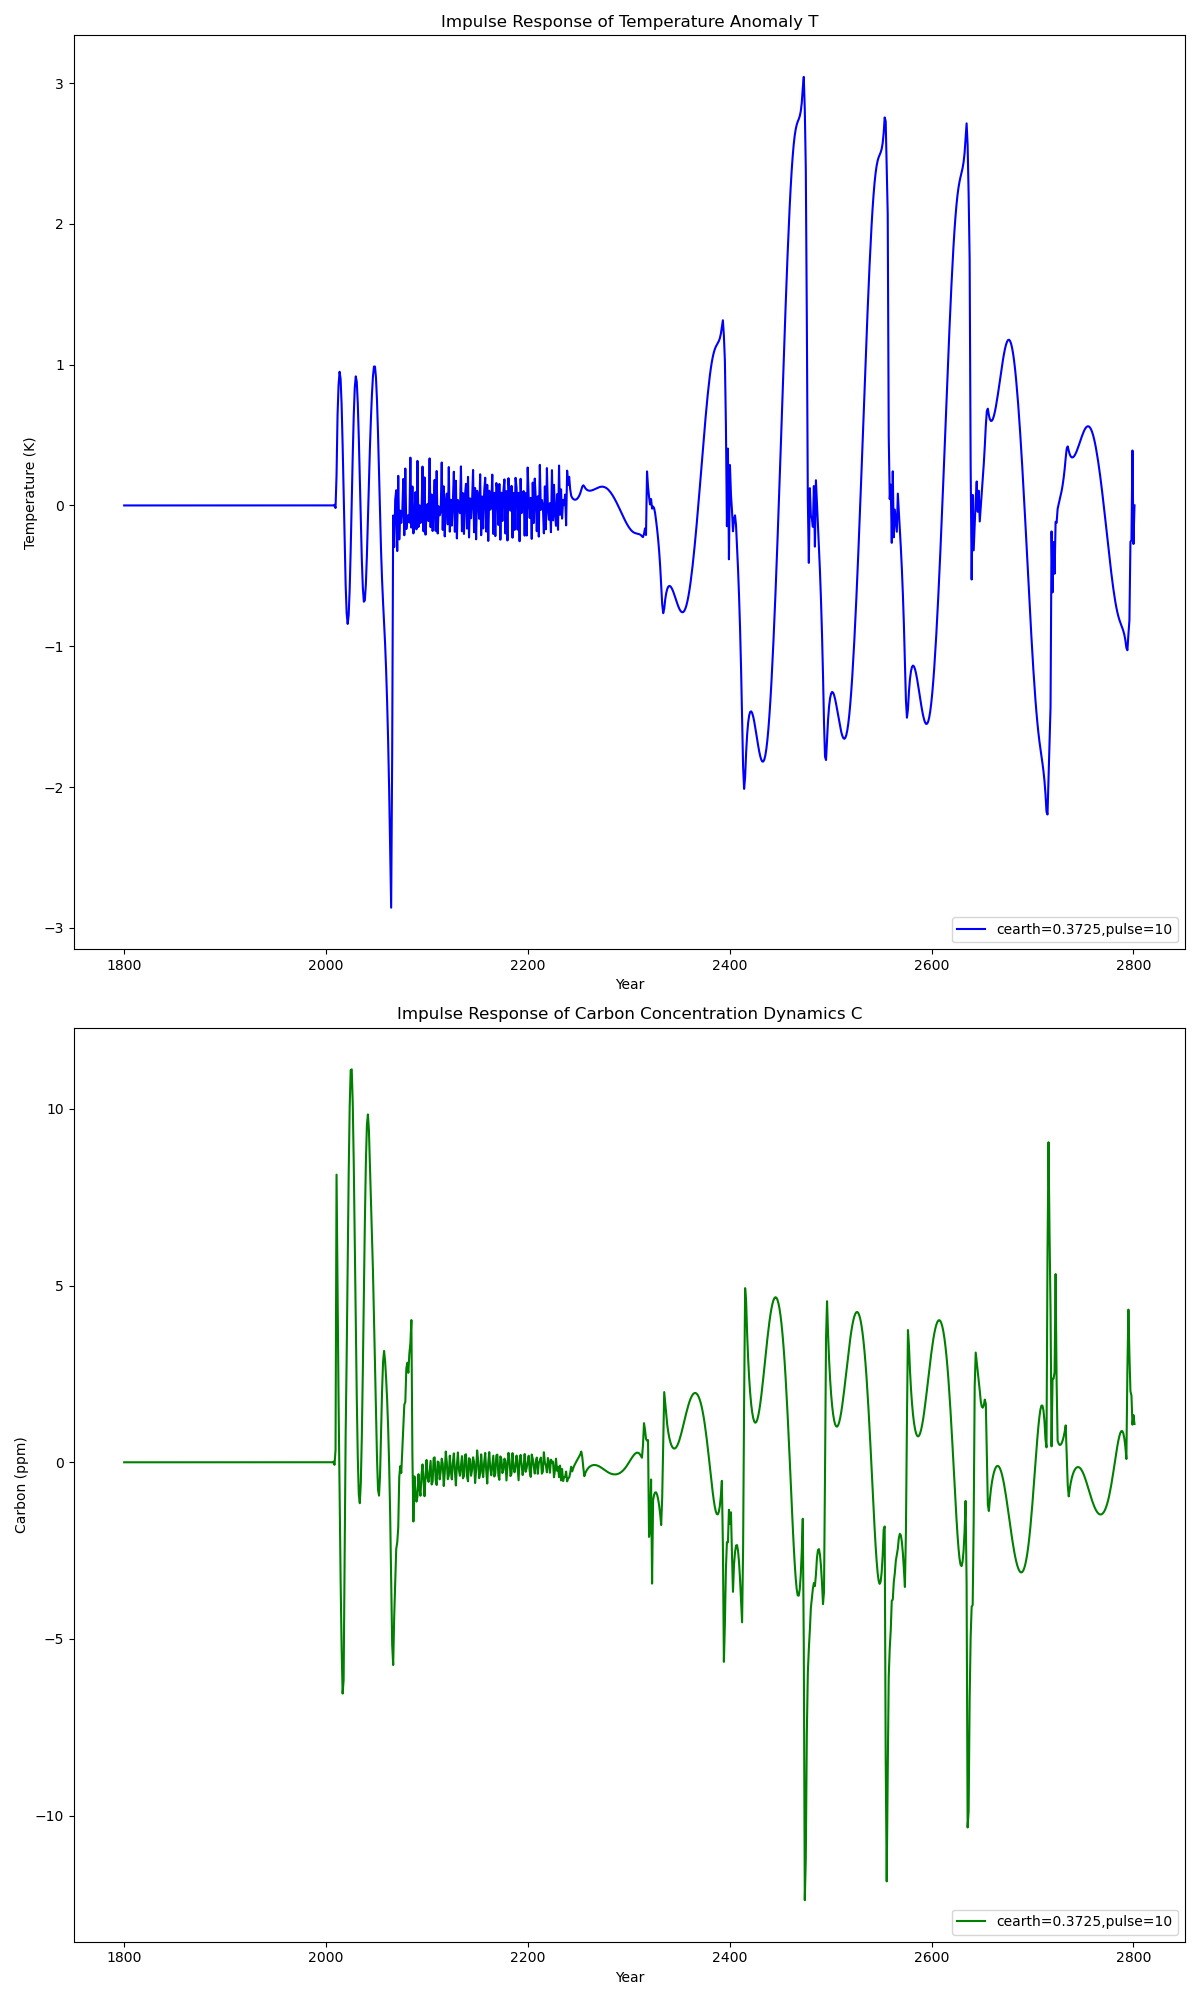 Impulse Response of Temperature Anomaly T
Temperature (K)
3
2
1
0
−1
−2
−3
1800 2000 2200 2400 2600 2800
Year
cearth=0.3725,pulse=10
Impulse Response of Carbon Concentration Dynamics C
Carbon (ppm)
10
5
0
−5
−10
1800 2000 2200 2400 2600 2800
Year
cearth=0.3725,pulse=10